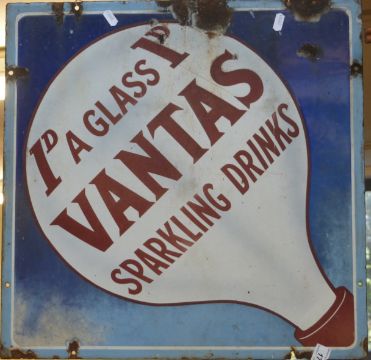 1D A GLASS 1D
VANTAS
SPARKLING DRINKS